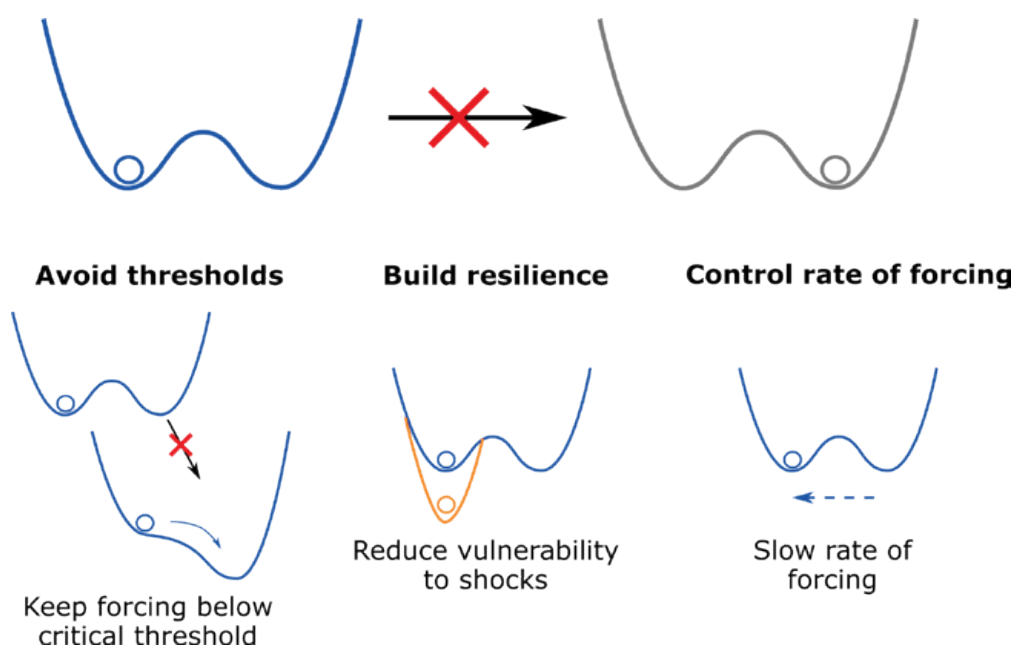 Avoid thresholds
Build resilience
Control rate of forcing
Keep forcing below
critical threshold
Reduce vulnerability
to shocks
Slow rate of
forcing